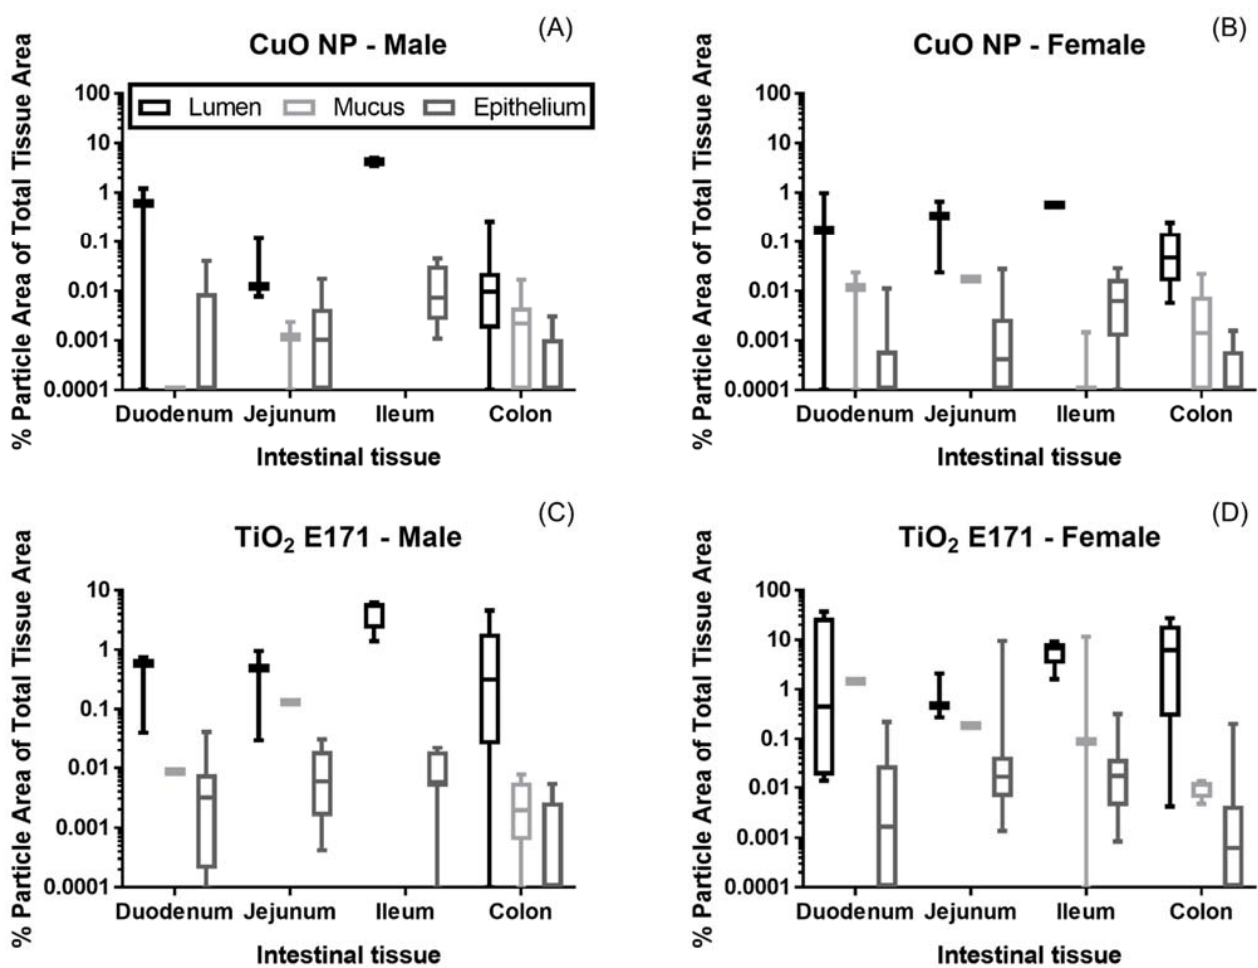 (A)
CuO NP - Male
% Particle Area of Total Tissue Area
100
10
1
0.1
0.01
0.001
0.0001
Lumen Mucus Epithelium
Duodenum Jejunum Ileum Colon
Intestinal tissue
(B)
CuO NP - Female
% Particle Area of Total Tissue Area
100
10
1
0.1
0.01
0.001
0.0001
Duodenum Jejunum Ileum Colon
Intestinal tissue
(C)
TiO₂ E171 - Male
% Particle Area of Total Tissue Area
10
1
0.1
0.01
0.001
0.0001
Duodenum Jejunum Ileum Colon
Intestinal tissue
(D)
TiO₂ E171 - Female
% Particle Area of Total Tissue Area
100
10
1
0.1
0.01
0.001
0.0001
Duodenum Jejunum Ileum Colon
Intestinal tissue